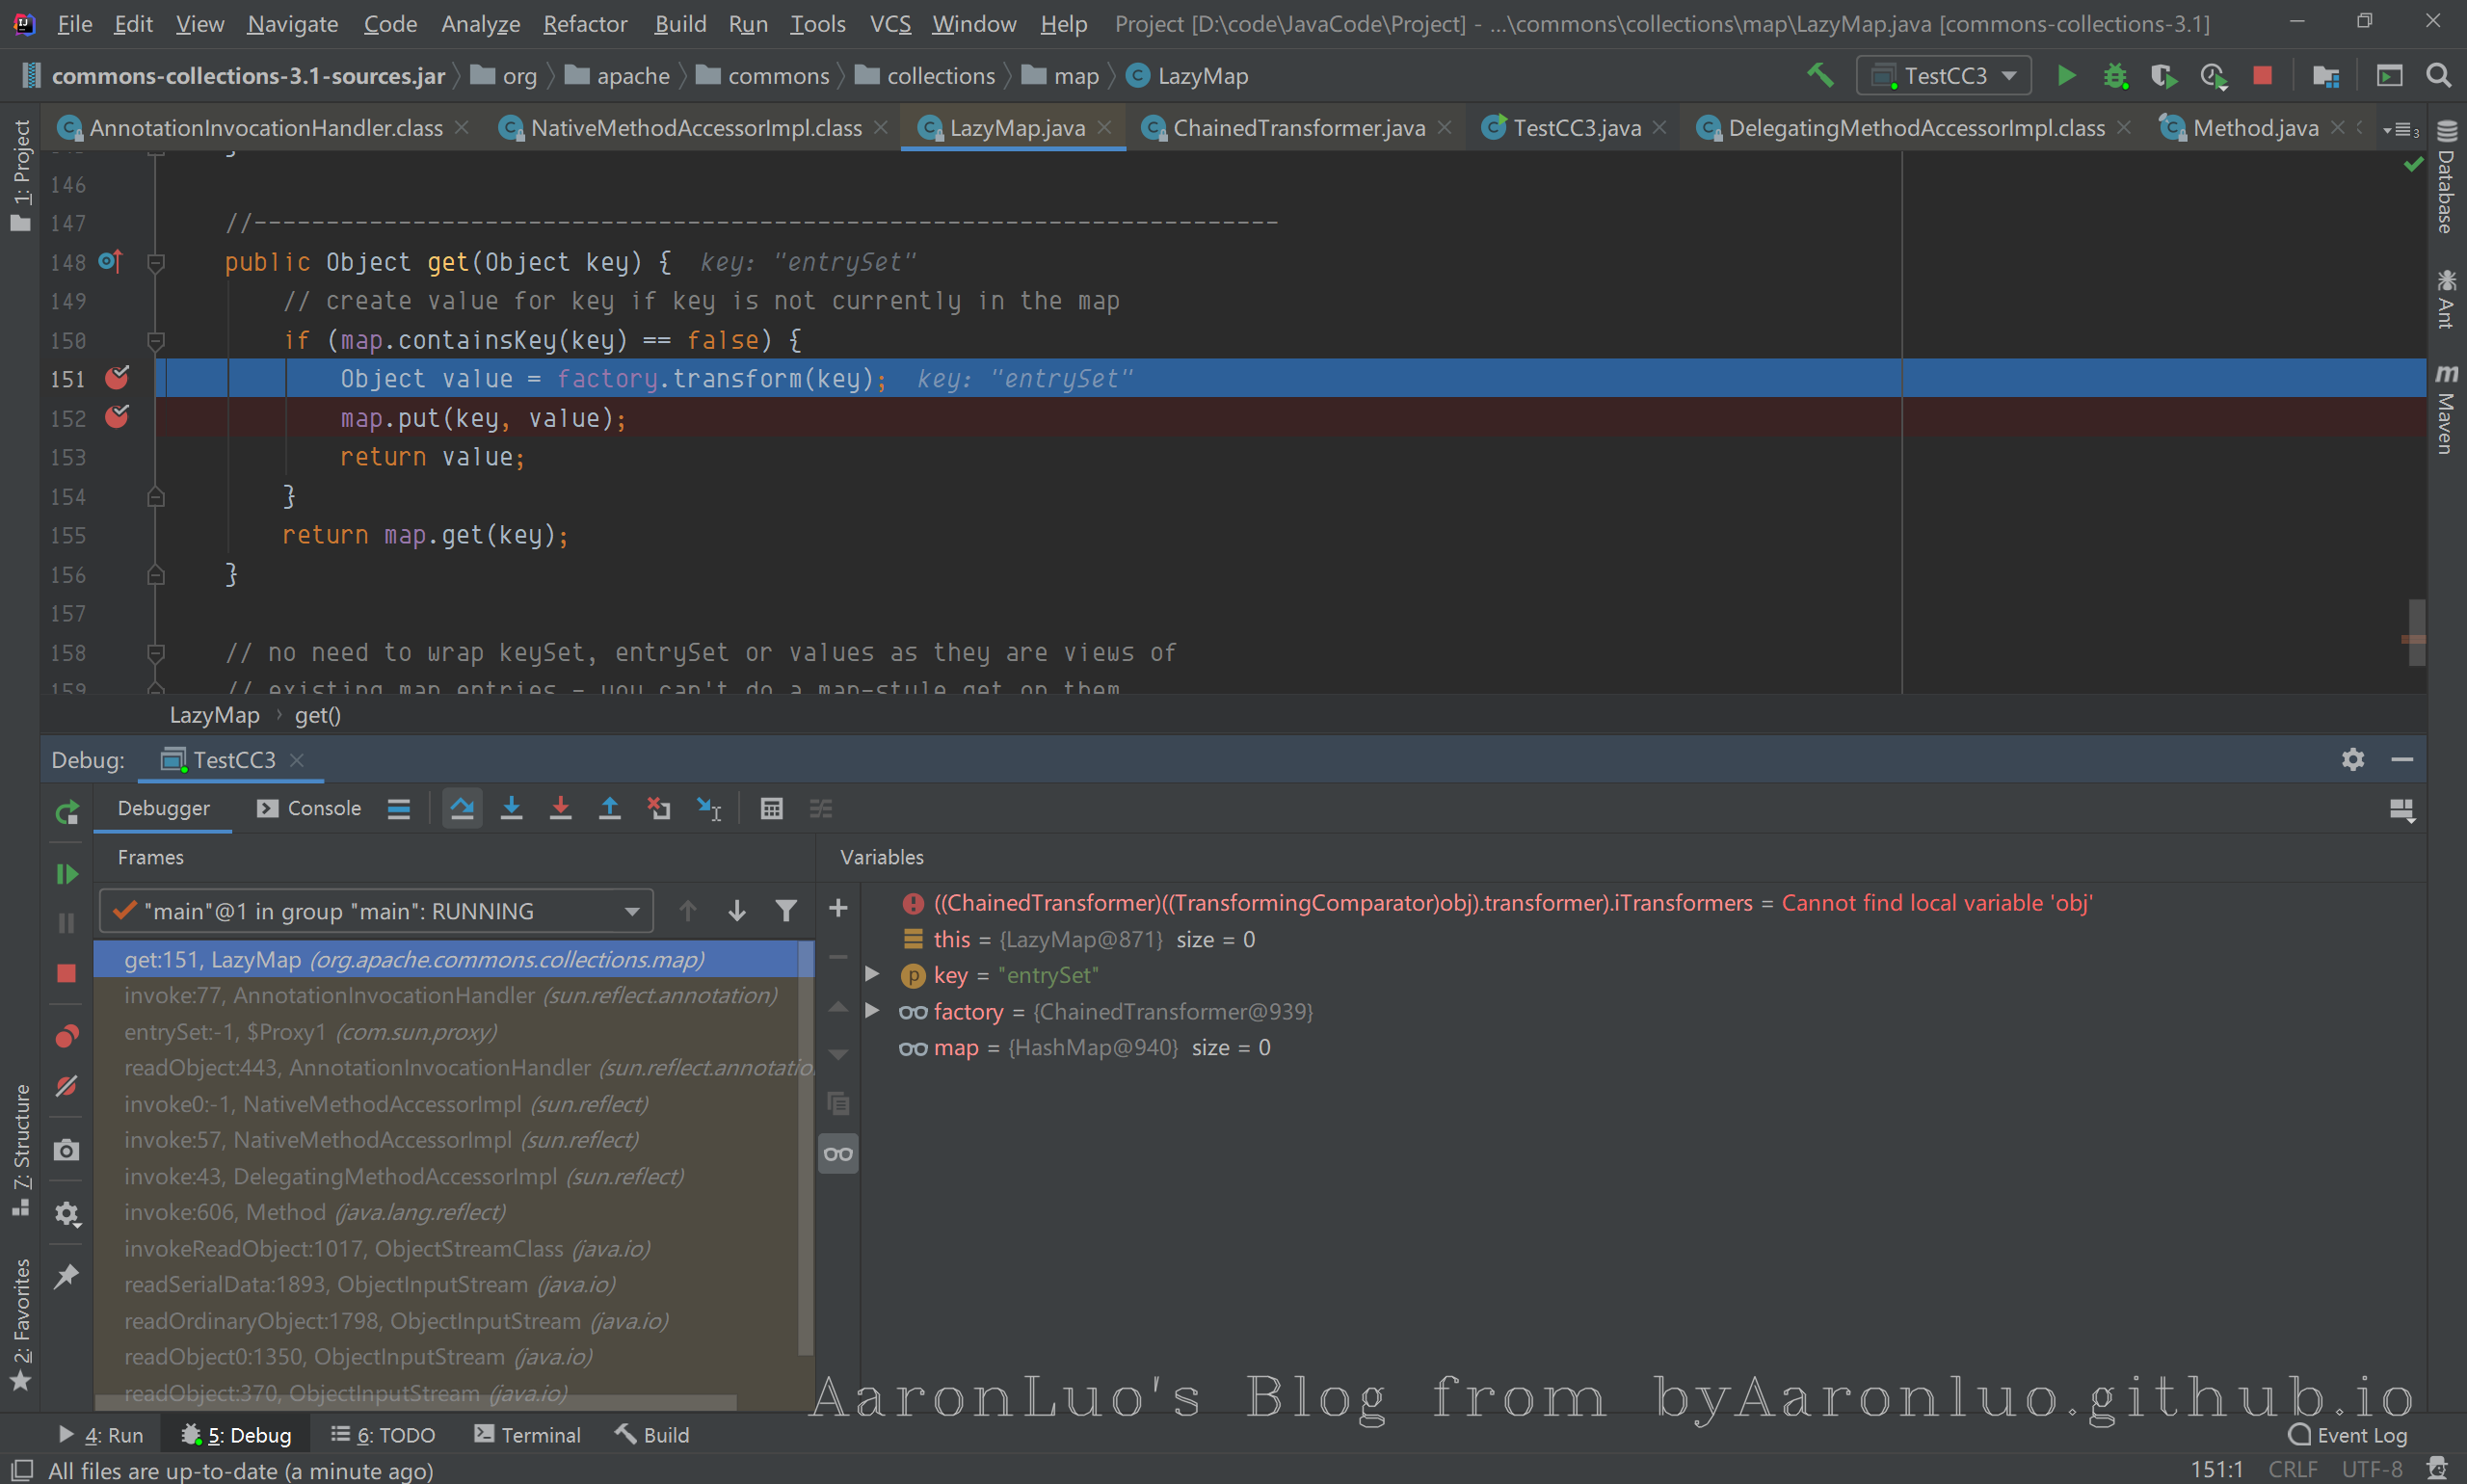 File Edit View Navigate Code Analyze Refactor Build Run Tools VCS Window Help Project [D:\code\JavaCode\Project] - ...\commons\collections\map\LazyMap.java [commons-collections-3.1]
commons-collections-3.1-sources.jar org apache commons collections map LazyMap TestCC3
AnnotationInvocationHandler.class NativeMethodAccessorImpl.class LazyMap.java ChainedTransformer.java TestCC3.java DelegatingMethodAccessorImpl.class Method.java 3
1: Project
7: Structure
2: Favorites
Database
Ant
Maven
146
147 //-----------------------------------------------------------------------
148 public Object get(Object key) { key: "entrySet"
149 // create value for key if key is not currently in the map
150 if (map.containsKey(key) == false) {
151 Object value = factory.transform(key); key: "entrySet"
152 map.put(key, value);
153 return value;
154 }
155 return map.get(key);
156 }
157
158 // no need to wrap keySet, entrySet or values as they are views of
159 // existing map entries - you can't do a map-style get on them.
LazyMap get()
Debug: TestCC3
Debugger Console
Frames
"main"@1 in group "main": RUNNING
get:151, LazyMap (org.apache.commons.collections.map)
invoke:77, AnnotationInvocationHandler (sun.reflect.annotation)
entrySet:-1, $Proxy1 (com.sun.proxy)
readObject:443, AnnotationInvocationHandler (sun.reflect.annotatio
invoke0:-1, NativeMethodAccessorImpl (sun.reflect)
invoke:57, NativeMethodAccessorImpl (sun.reflect)
invoke:43, DelegatingMethodAccessorImpl (sun.reflect)
invoke:606, Method (java.lang.reflect)
invokeReadObject:1017, ObjectStreamClass (java.io)
readSerialData:1893, ObjectInputStream (java.io)
readOrdinaryObject:1798, ObjectInputStream (java.io)
readObject0:1350, ObjectInputStream (java.io)
readObject:370, ObjectInputStream (java.io)
Variables
((ChainedTransformer)((TransformingComparator)obj).transformer).iTransformers = Cannot find local variable 'obj'
this = {LazyMap@871} size = 0
key = "entrySet"
factory = {ChainedTransformer@939}
map = {HashMap@940} size = 0
AaronLuo's Blog from byAaronluo.github.io
4: Run 5: Debug 6: TODO Terminal Build Event Log
All files are up-to-date (a minute ago) 151:1 CRLF UTF-8